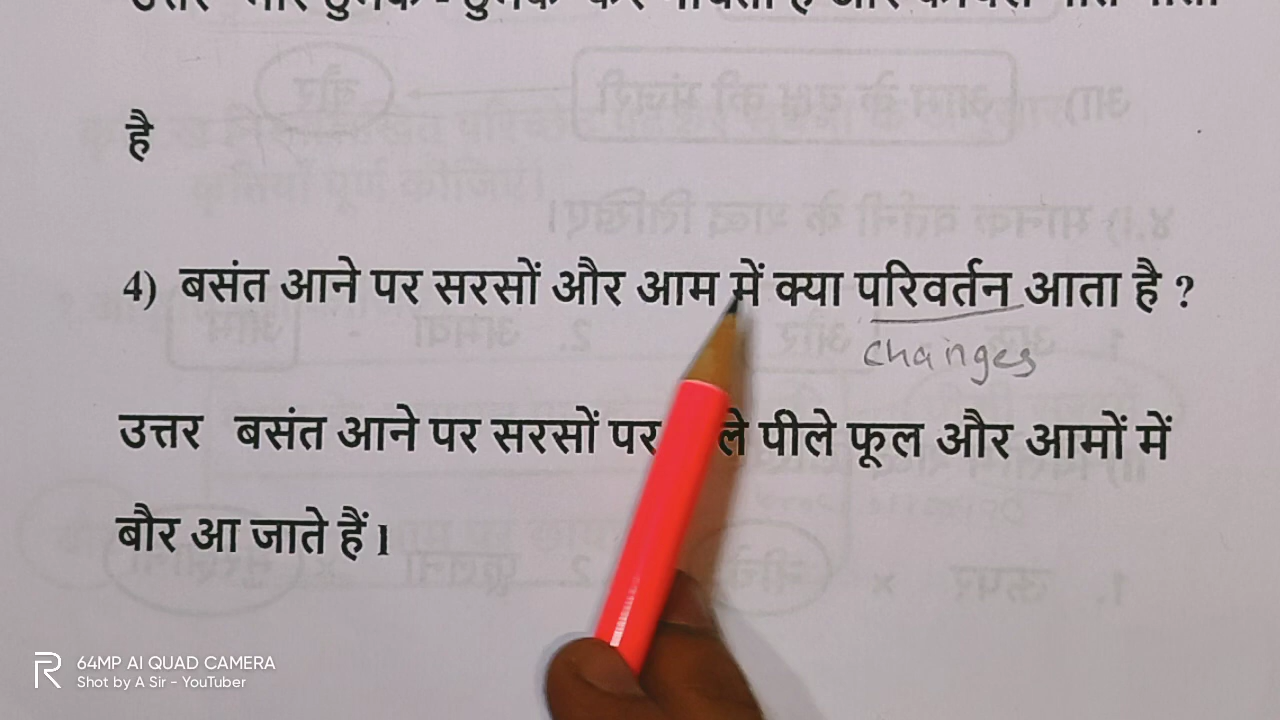 है
4) बसंत आने पर सरसों और आम में क्या परिवर्तन आता है ?
changes
उत्तर बसंत आने पर सरसों पर पीले फूल और आमों में
बौर आ जाते हैं l
64MP AI QUAD CAMERA
Shot by A Sir - YouTuber